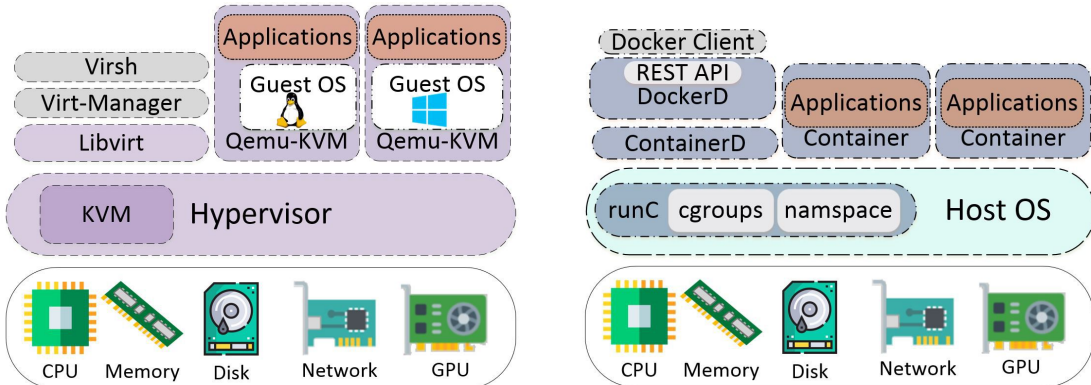 Applications
Applications
Virsh
Guest OS
Guest OS
Virt-Manager
Libvirt
Qemu-KVM
Qemu-KVM
KVM
Hypervisor
CPU
Memory
Disk
Network
GPU
Docker Client
REST API
DockerD
Applications
Applications
ContainerD
Container
Container
runC
cgroups
namspace
Host OS
CPU
Memory
Disk
Network
GPU